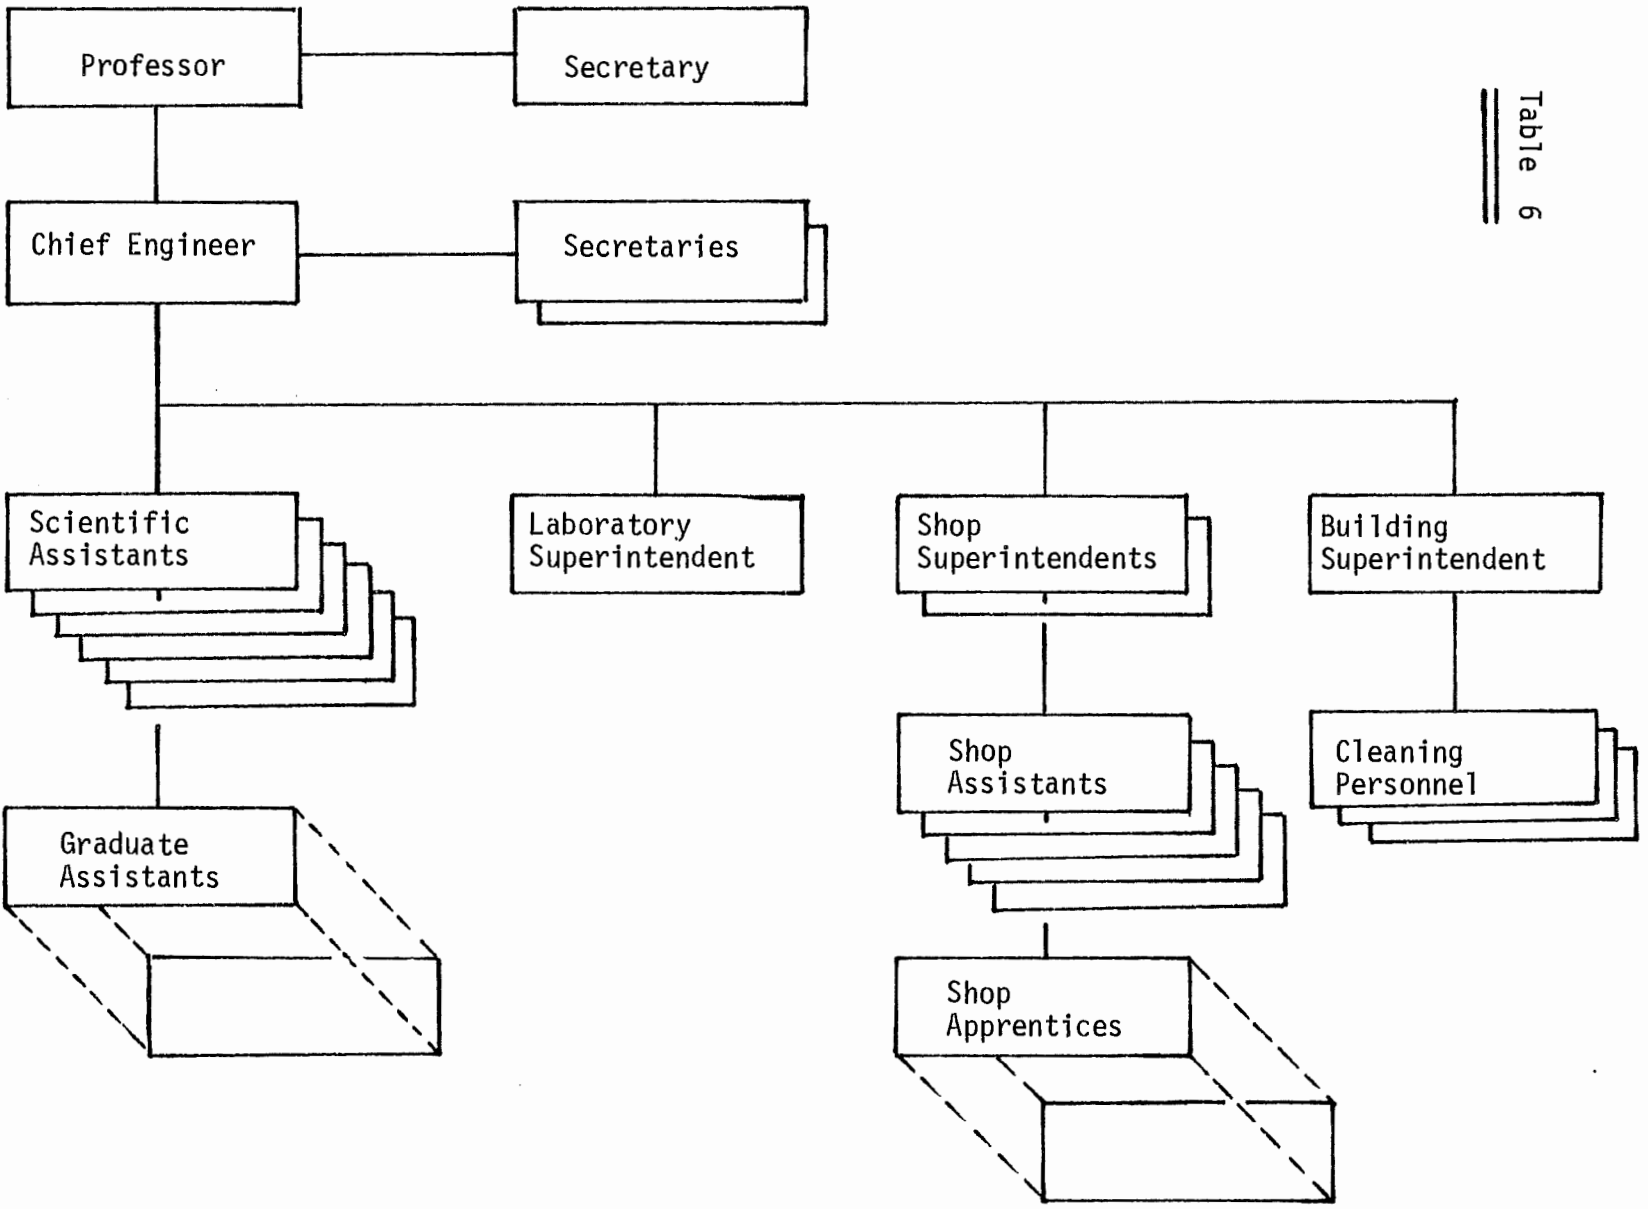 Professor
Secretary
Table 6
Chief Engineer
Secretaries
Scientific
Assistants
Laboratory
Superintendent
Shop
Superintendents
Building
Superintendent
Shop
Assistants
Cleaning
Personnel
Graduate
Assistants
Shop
Apprentices